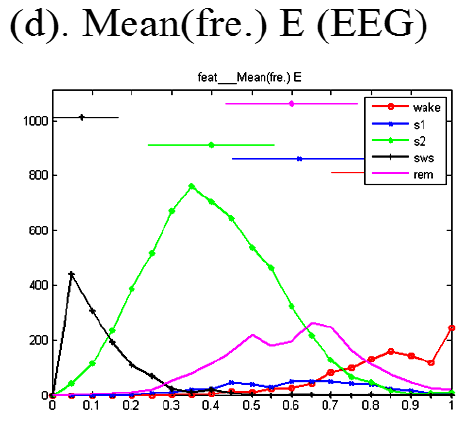 (d). Mean(fre.) E (EEG)
feat___Mean(fre.) E
wake
s1
s2
sws
rem
1000
800
600
400
200
0
0 0.1 0.2 0.3 0.4 0.5 0.6 0.7 0.8 0.9 1